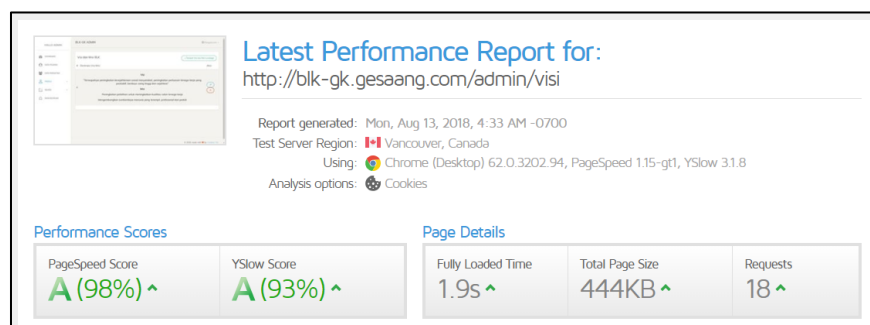 Latest Performance Report for:
http://blk-gk.gesaang.com/admin/visi
Report generated: Mon, Aug 13, 2018, 4:33 AM -0700
Test Server Region: Vancouver, Canada
Using: Chrome (Desktop) 62.0.3202.94, PageSpeed 1.15-gt1, YSlow 3.1.8
Analysis options: Cookies
Performance Scores
Page Details
PageSpeed Score
YSlow Score
Fully Loaded Time
Total Page Size
Requests
A (98%)
A (93%)
1.9s
444KB
18